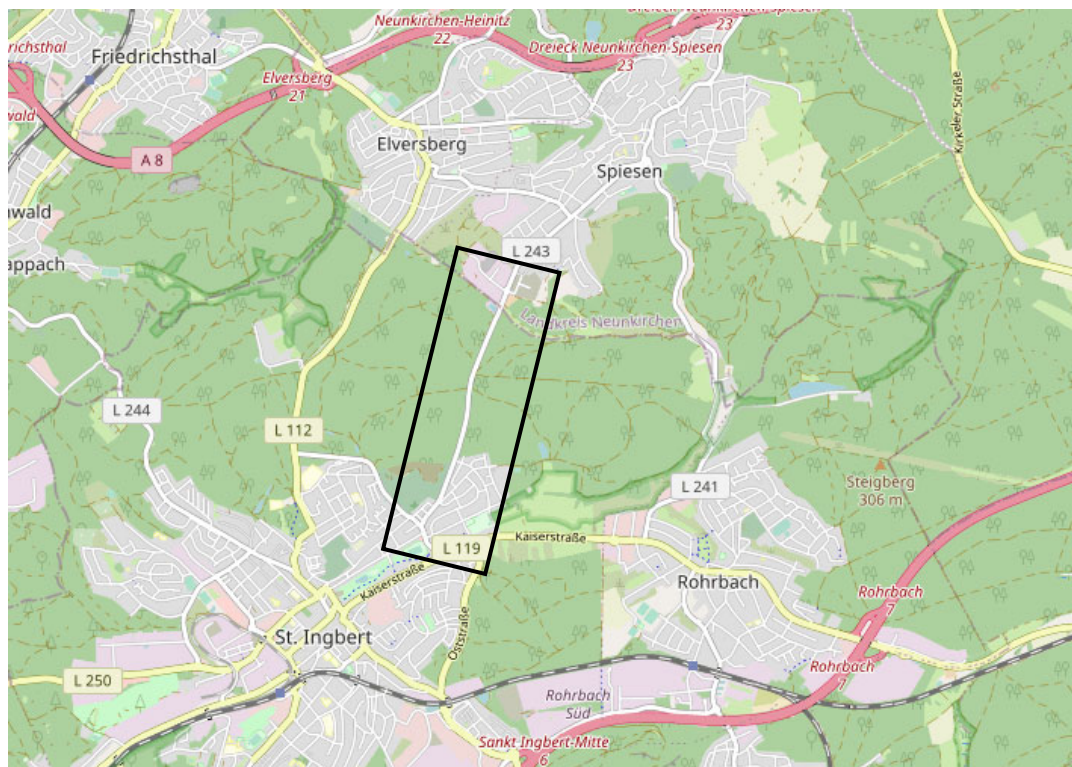 Neunkirchen-Heinitz
22
23
Friedrichsthal
Dreieck Neunkirchen-Spiesen
23
Elversberg
21
Kirkeler Straße
A 8
Elversberg
Spiesen
L 243
Landkreis Neunkirchen
L 244
L 112
Steigberg
306 m
L 241
Kaiserstraße
L 119
Kaiserstraße
Rohrbach
Rohrbach
7
Oststraße
St. Ingbert
Rohrbach
7
L 250
Rohrbach
Süd
Sankt Ingbert-Mitte
6